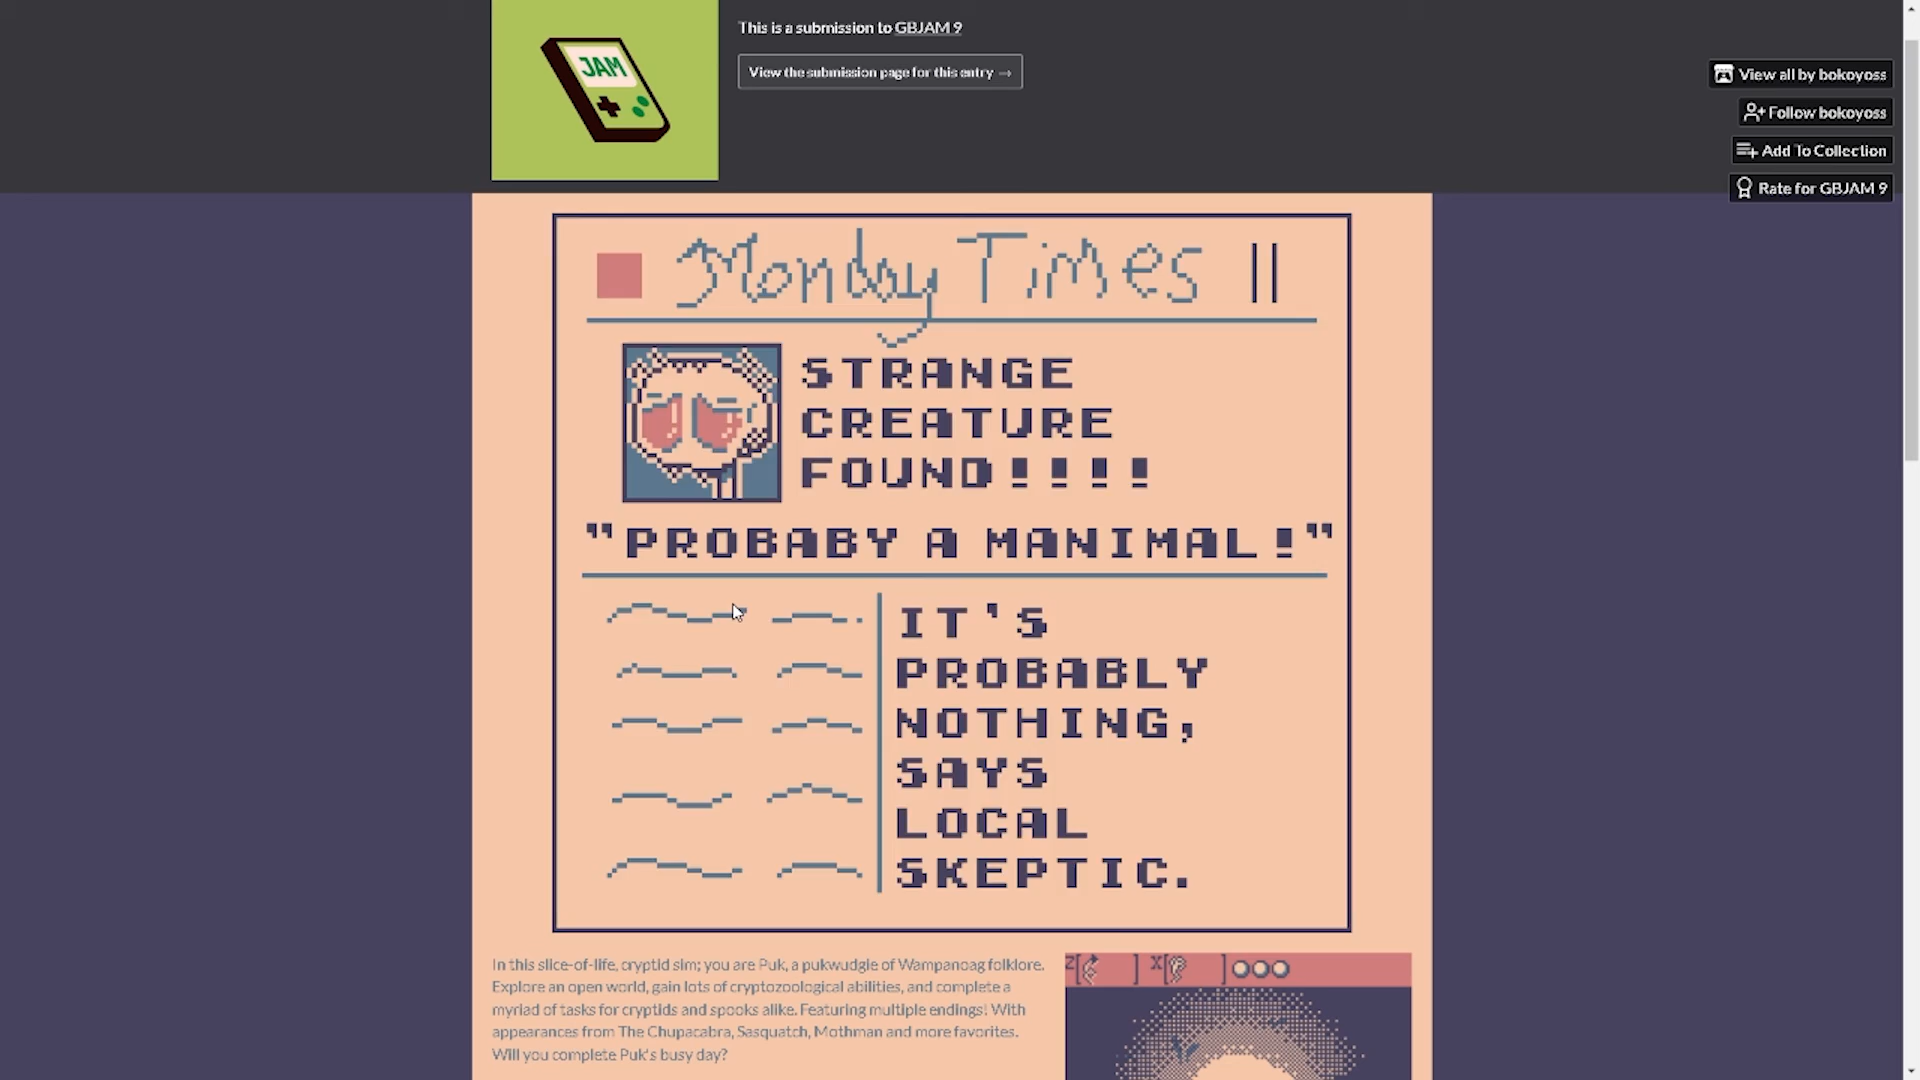 JAM
This is a submission to GBJAM 9
View the submission page for this entry →
View all by bokoyoss
Follow bokoyoss
Add To Collection
Rate for GBJAM 9
Monday Times
STRANGE
CREATURE
FOUND!!!!
"PROBABY A MANIMAL!"
IT'S
PROBABLY
NOTHING,
SAYS
LOCAL
SKEPTIC.
In this slice-of-life, cryptid sim; you are Puk, a pukwudgie of Wampanoag folklore.
Explore an open world, gain lots of cryptozoological abilities, and complete a
myriad of tasks for cryptids and spooks alike. Featuring multiple endings! With
appearances from The Chupacabra, Sasquatch, Mothman and more favorites.
Will you complete Puk's busy day?
Z[ ] X[ ]